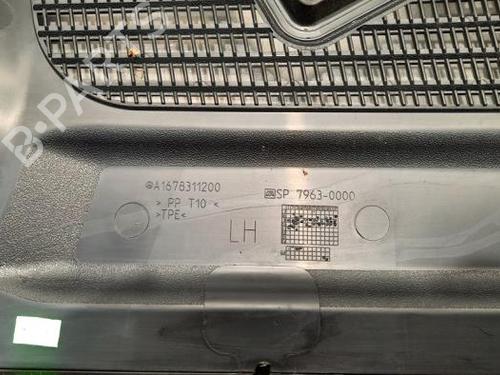 B-PARTS
A1678311200
> PP T10 <
>TPE<
SP 7963-0000
LH